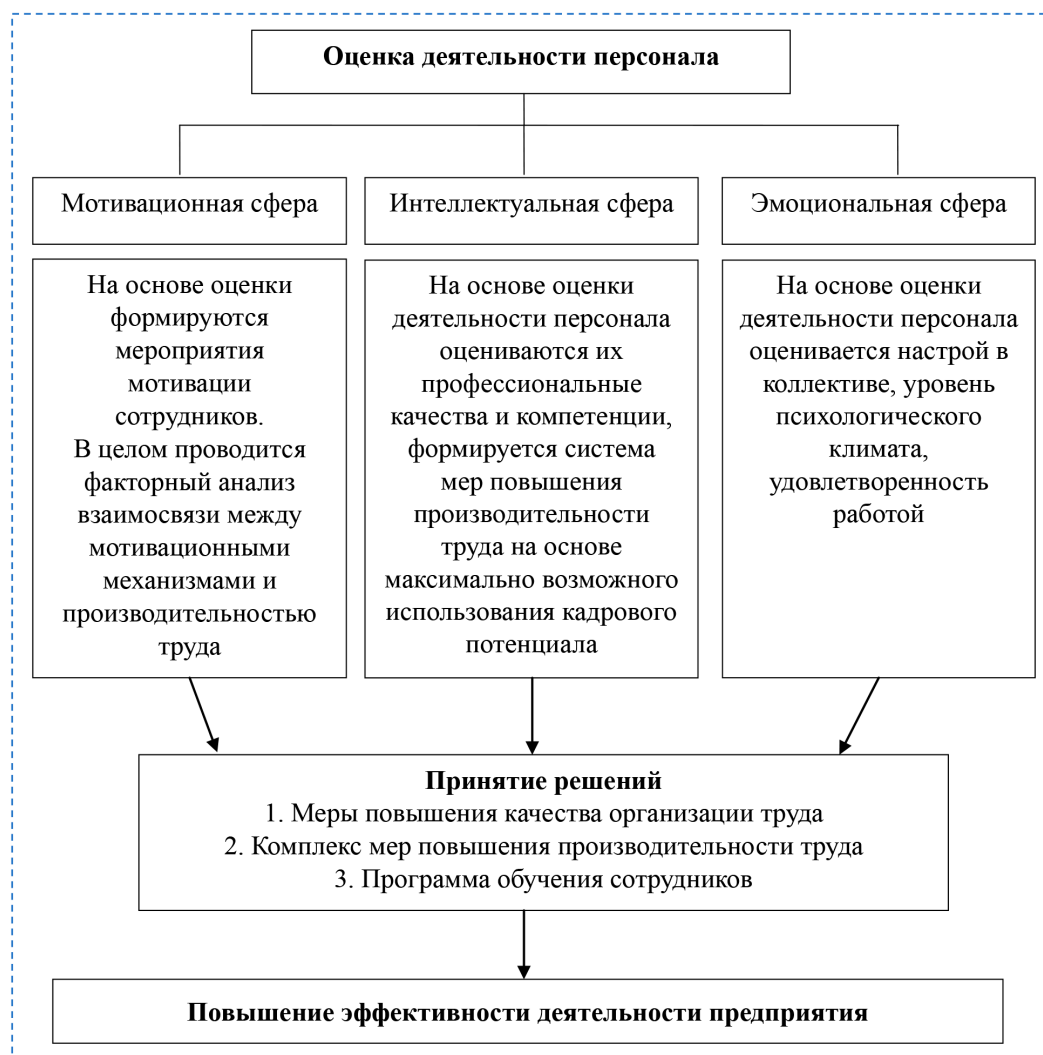 Оценка деятельности персонала
Мотивационная сфера
Интеллектуальная сфера
Эмоциональная сфера
На основе оценки
формируются
мероприятия
мотивации
сотрудников.
В целом проводится
факторный анализ
взаимосвязи между
мотивационными
механизмами и
производительностью
труда
На основе оценки
деятельности персонала
оцениваются их
профессиональные
качества и компетенции,
формируется система
мер повышения
производительности
труда на основе
максимально возможного
использования кадрового
потенциала
На основе оценки
деятельности персонала
оценивается настрой в
коллективе, уровень
психологического
климата,
удовлетворенность
работой
Принятие решений
1. Меры повышения качества организации труда
2. Комплекс мер повышения производительности труда
3. Программа обучения сотрудников
Повышение эффективности деятельности предприятия